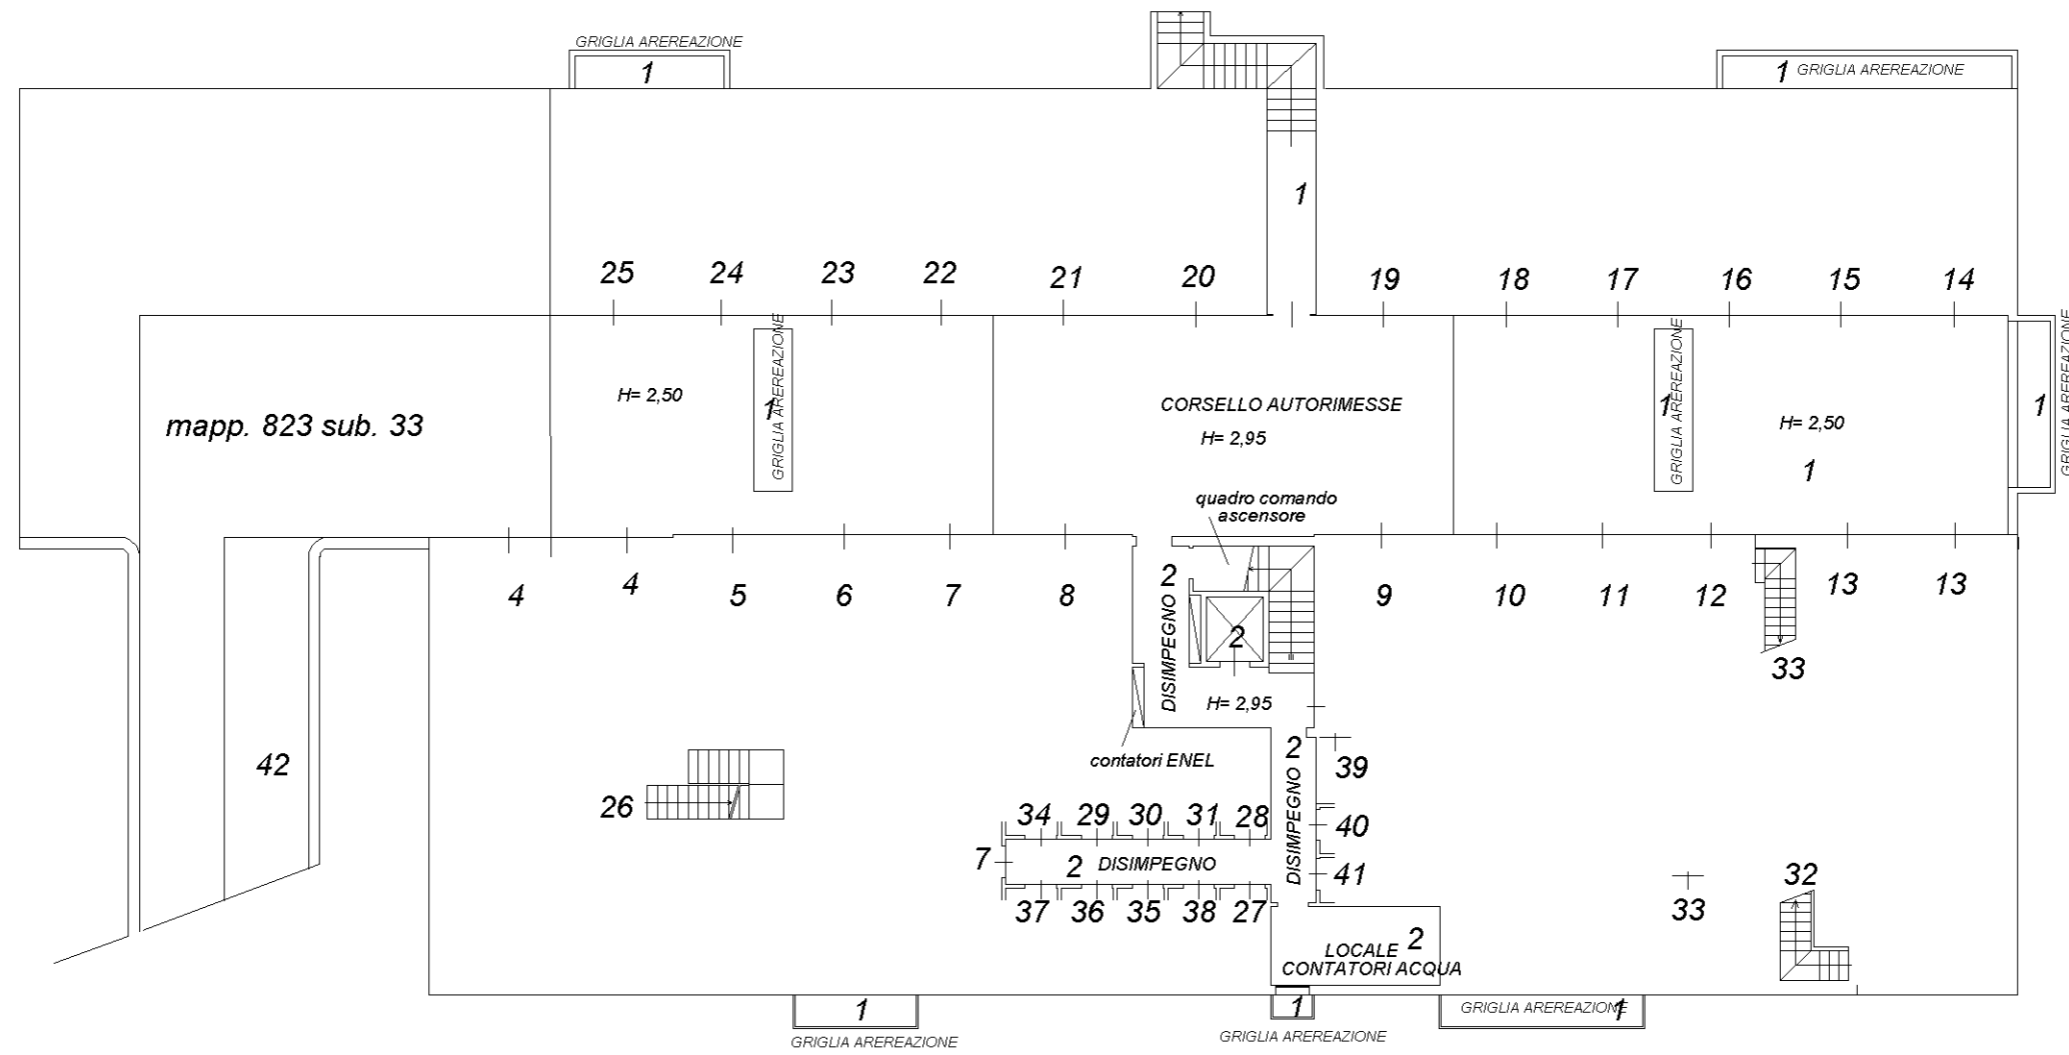 GRIGLIA AREREAZIONE
1
1 GRIGLIA AREREAZIONE
1
25 24 23 22 21 20 19 18 17 16 15 14
GRIGLIA AREREAZIONE
1
GRIGLIA AREREAZIONE
1
GRIGLIA AREREAZIONE
1
H= 2,50
mapp. 823 sub. 33
CORSELLO AUTORIMESSE
H= 2,95
H= 2,50
1
quadro comando
ascensore
4 4 5 6 7 8 9 10 11 12 13 13
DISIMPEGNO 2
2
33
H= 2,95
contatori ENEL
DISIMPEGNO 2
39
42
26
34 29 30 31 28
40
7
2 DISIMPEGNO
41
37 36 35 38 27
33
32
LOCALE 2
CONTATORI ACQUA
1
GRIGLIA AREREAZIONE
1
GRIGLIA AREREAZIONE
GRIGLIA AREREAZIONE
1